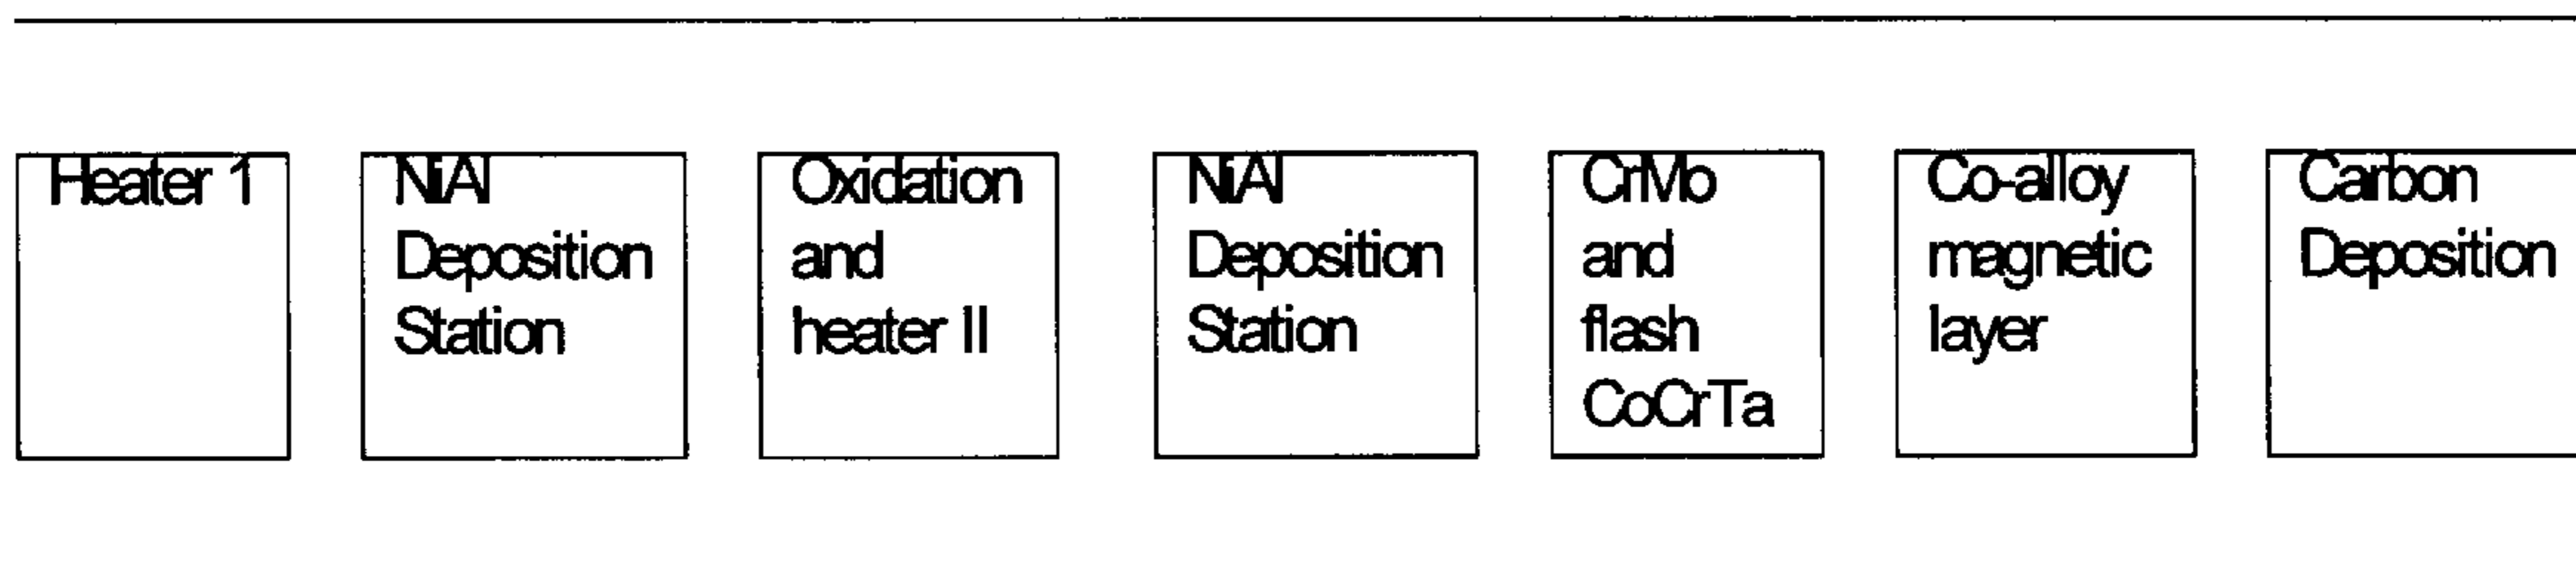 Heater 1
NiAl
Deposition
Station
Oxidation
and
heater II
NiAl
Deposition
Station
CrMo
and
flash
CoCrTa
Co-alloy
magnetic
layer
Carbon
Deposition